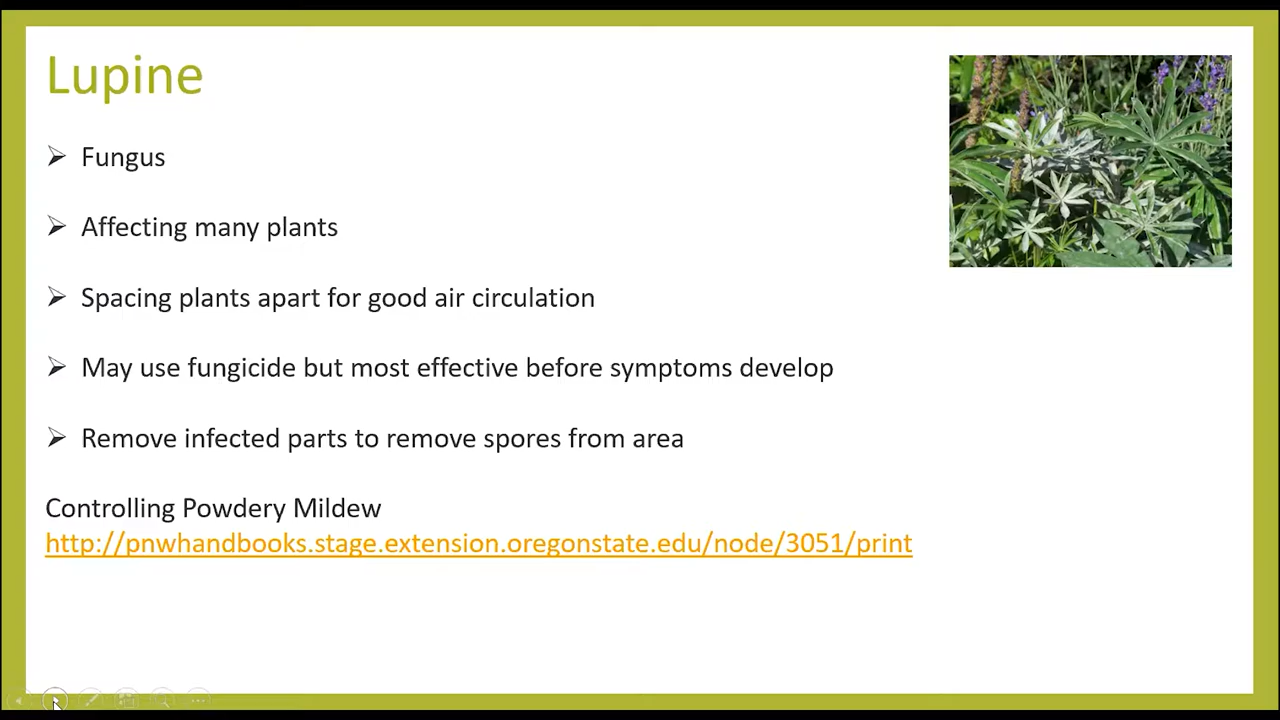 Lupine
Fungus
Affecting many plants
Spacing plants apart for good air circulation
May use fungicide but most effective before symptoms develop
Remove infected parts to remove spores from area
Controlling Powdery Mildew
http://pnwhandbooks.stage.extension.oregonstate.edu/node/3051/print